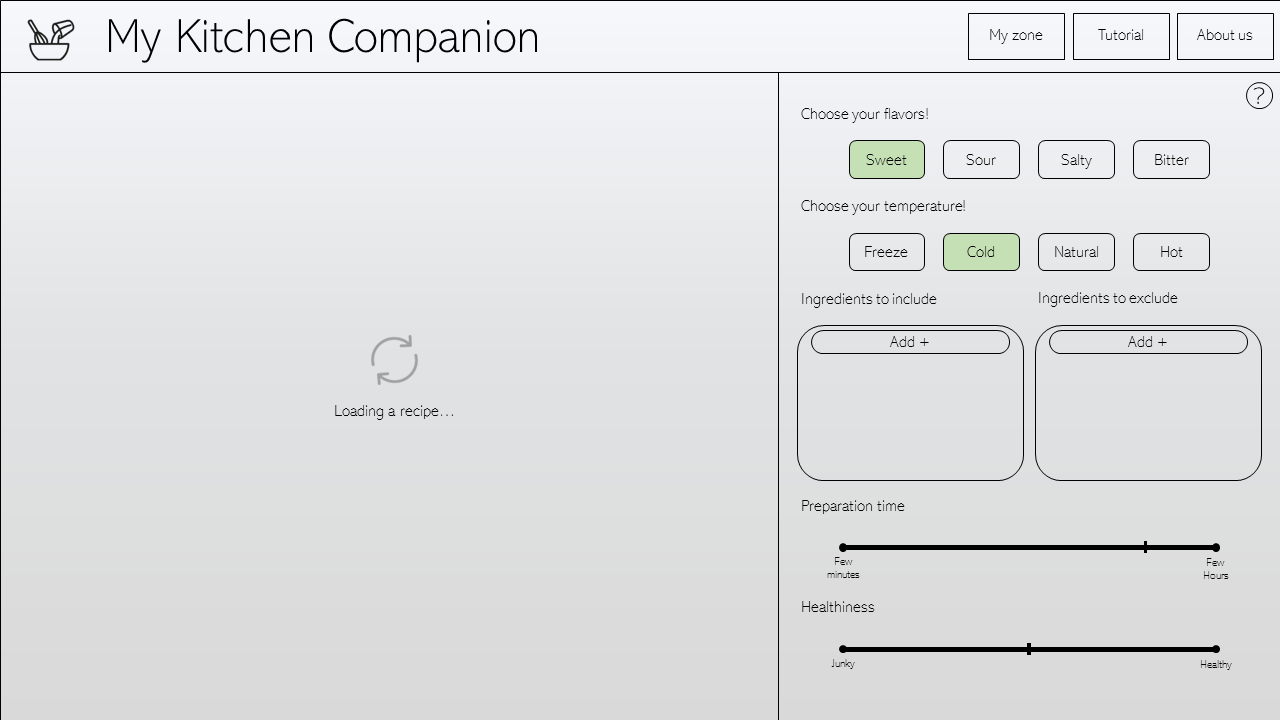 My Kitchen Companion
My zone
Tutorial
About us
?
Choose your flavors!
Sweet
Sour
Salty
Bitter
Choose your temperature!
Freeze
Cold
Natural
Hot
Ingredients to include
Ingredients to exclude
Add +
Add +
Loading a recipe...
Preparation time
Few
minutes
Few
Hours
Healthiness
Junky
Healthy